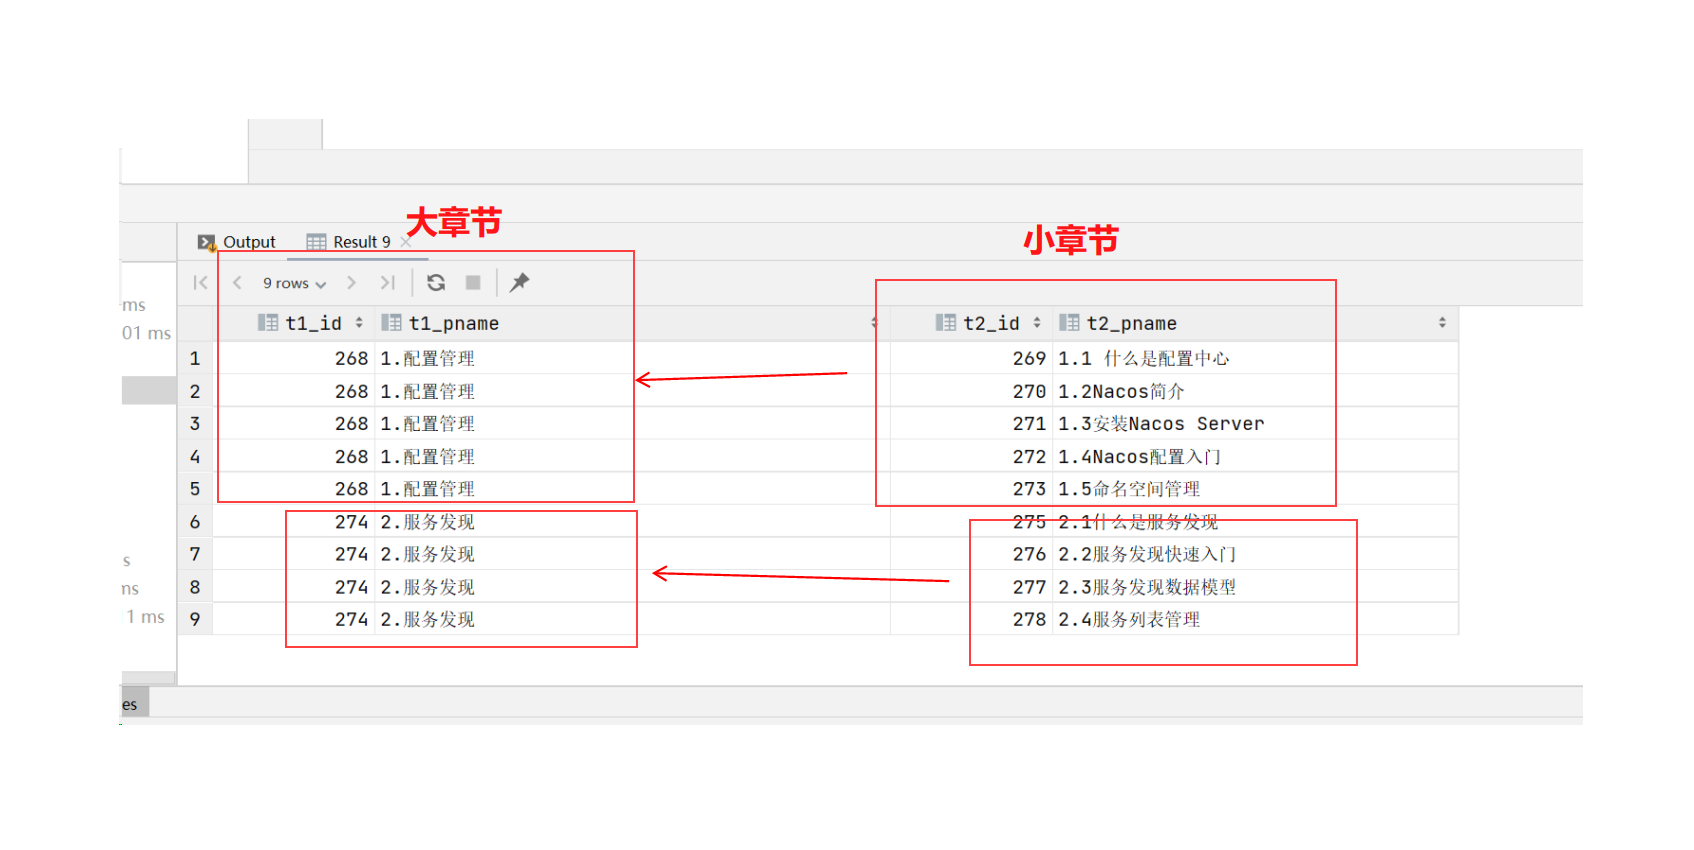 大章节
小章节
Output
Result 9
9 rows
ms
01 ms
t1_id
t1_pname
t2_id
t2_pname
1 268 1.配置管理 269 1.1 什么是配置中心
2 268 1.配置管理 270 1.2Nacos简介
3 268 1.配置管理 271 1.3安装Nacos Server
4 268 1.配置管理 272 1.4Nacos配置入门
5 268 1.配置管理 273 1.5命名空间管理
6 274 2.服务发现 275 2.1什么是服务发现
7 274 2.服务发现 276 2.2服务发现快速入门
8 274 2.服务发现 277 2.3服务发现数据模型
9 274 2.服务发现 278 2.4服务列表管理
s
ms
1 ms
es